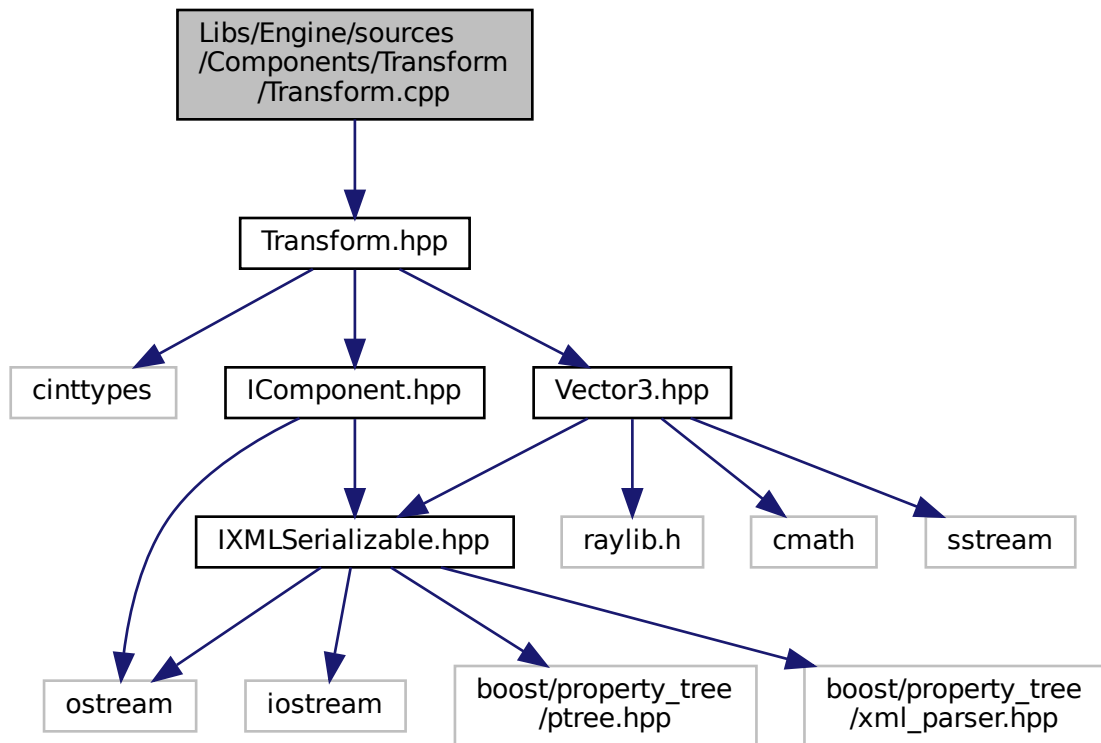 Libs/Engine/sources
/Components/Transform
/Transform.cpp
Transform.hpp
cinttypes
IComponent.hpp
Vector3.hpp
IXMLSerializable.hpp
raylib.h
cmath
sstream
ostream
iostream
boost/property_tree
/ptree.hpp
boost/property_tree
/xml_parser.hpp